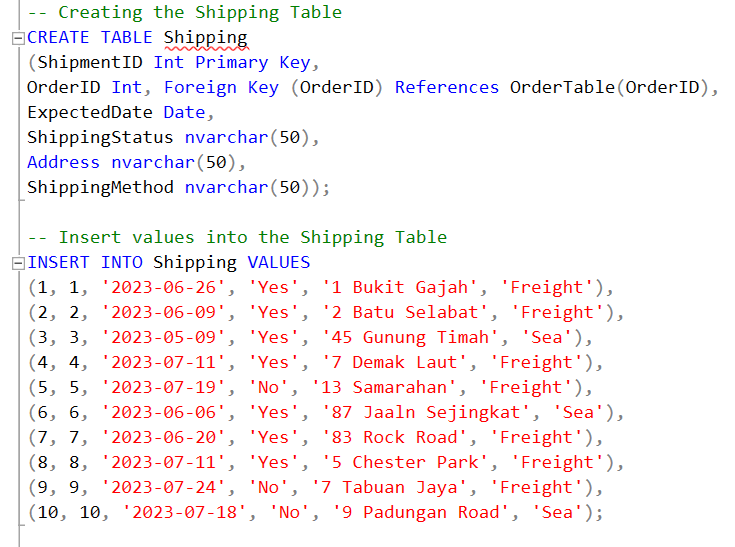 -- Creating the Shipping Table
CREATE TABLE Shipping
(ShipmentID Int Primary Key,
OrderID Int, Foreign Key (OrderID) References OrderTable(OrderID),
ExpectedDate Date,
ShippingStatus nvarchar(50),
Address nvarchar(50),
ShippingMethod nvarchar(50));
-- Insert values into the Shipping Table
INSERT INTO Shipping VALUES
(1, 1, '2023-06-26', 'Yes', '1 Bukit Gajah', 'Freight'),
(2, 2, '2023-06-09', 'Yes', '2 Batu Selabat', 'Freight'),
(3, 3, '2023-05-09', 'Yes', '45 Gunung Timah', 'Sea'),
(4, 4, '2023-07-11', 'Yes', '7 Demak Laut', 'Freight'),
(5, 5, '2023-07-19', 'No', '13 Samarahan', 'Freight'),
(6, 6, '2023-06-06', 'Yes', '87 Jaaln Sejingkat', 'Sea'),
(7, 7, '2023-06-20', 'Yes', '83 Rock Road', 'Freight'),
(8, 8, '2023-07-11', 'Yes', '5 Chester Park', 'Freight'),
(9, 9, '2023-07-24', 'No', '7 Tabuan Jaya', 'Freight'),
(10, 10, '2023-07-18', 'No', '9 Padungan Road', 'Sea');